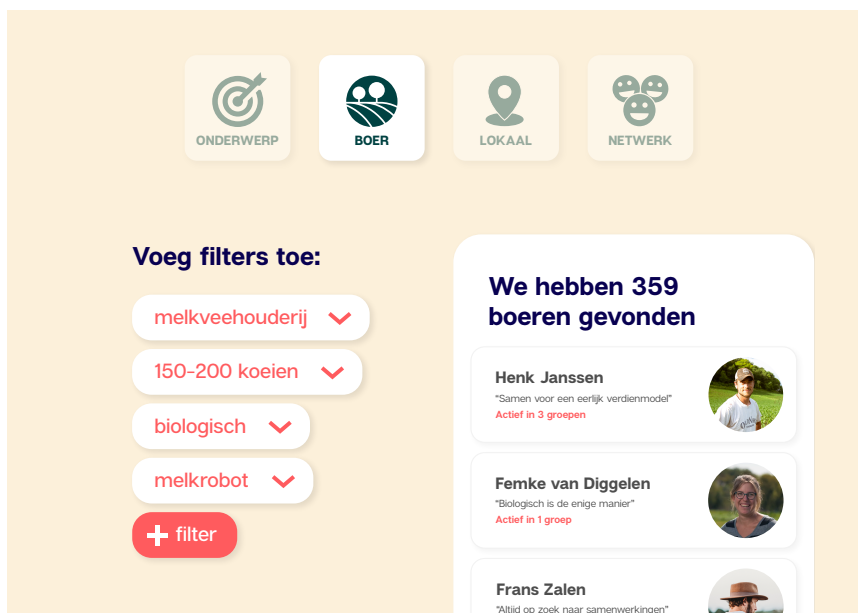 ONDERWERP
BOER
LOKAAL
NETWERK
Voeg filters toe:
melkveehouderij
150-200 koeien
biologisch
melkrobot
filter
We hebben 359
boeren gevonden
Henk Janssen
“Samen voor een eerlijk verdienmodel”
Actief in 3 groepen
Femke van Diggelen
“Biologisch is de enige manier”
Actief in 1 groep
Frans Zalen
“Altijd op zoek naar samenwerkingen”